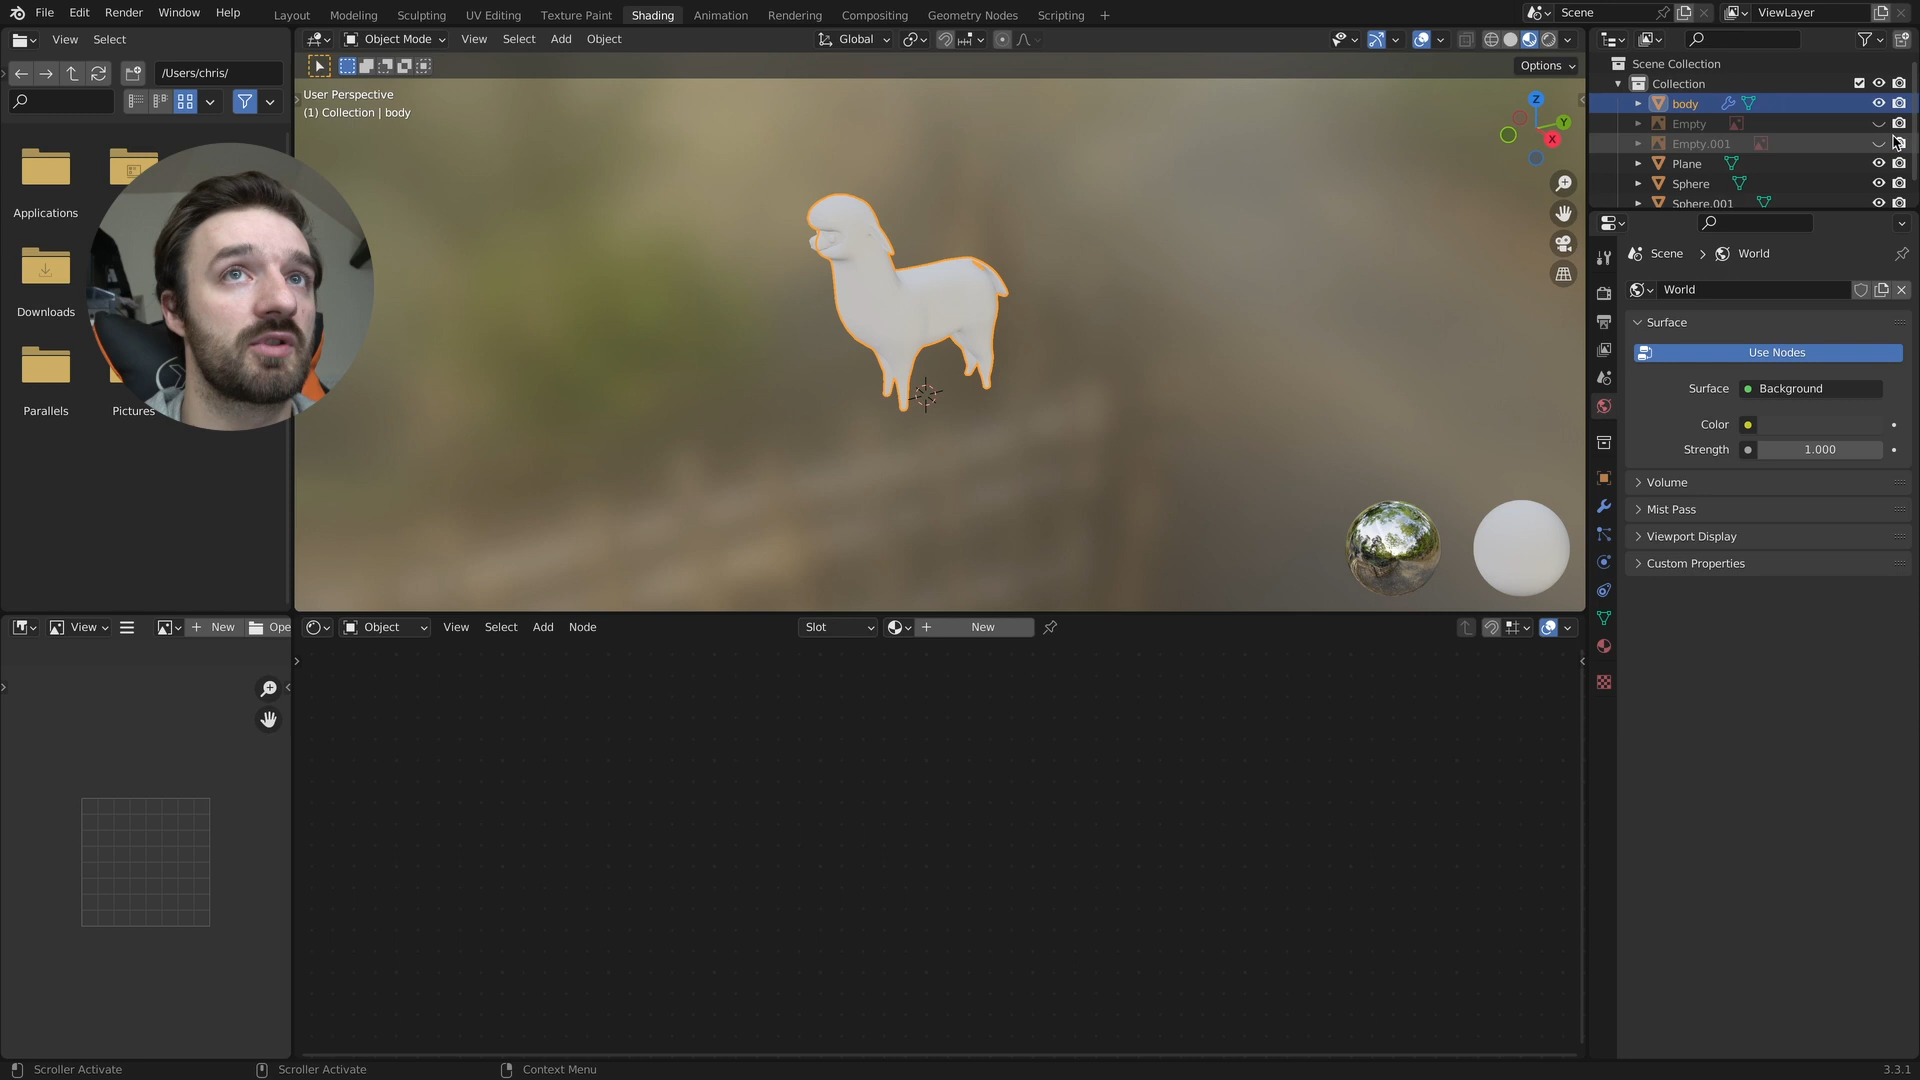 File Edit Render Window Help
Layout Modeling Sculpting UV Editing Texture Paint Shading Animation Rendering Compositing Geometry Nodes Scripting +
Scene ViewLayer
View Select
Object Mode View Select Add Object
Global
/Users/chris/
Options
User Perspective
(1) Collection | body
Z
Y
X
Applications
Downloads
Parallels
Pictures
Scene Collection
Collection
body
Empty
Empty.001
Plane
Sphere
Sphere.001
Scene > World
World
Surface
Use Nodes
Surface Background
Color
Strength 1.000
Volume
Mist Pass
Viewport Display
Custom Properties
View + New Ope
Object View Select Add Node
Slot + New
Scroller Activate Scroller Activate Context Menu
3.3.1